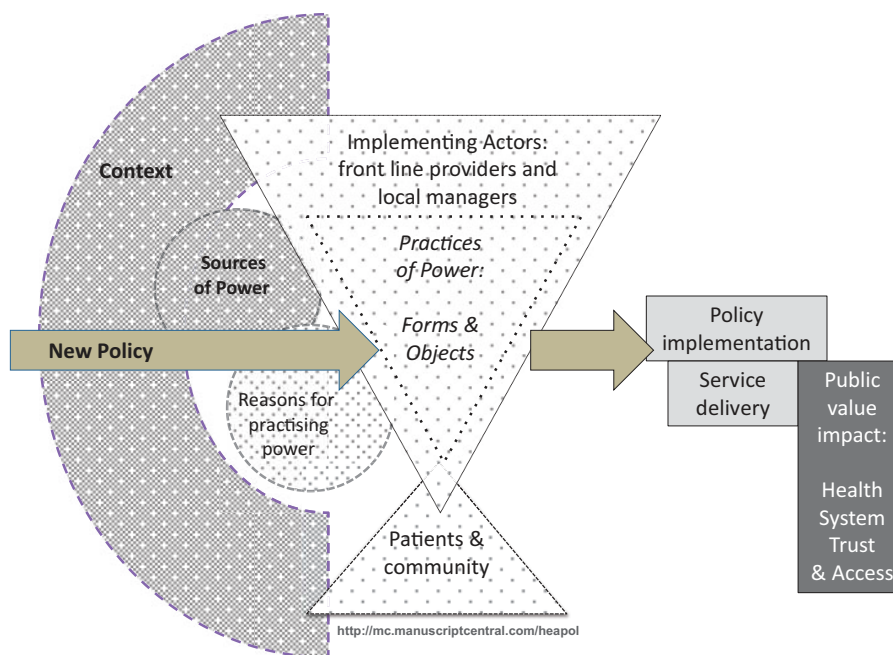 Implementing Actors:
front line providers and
local managers
Context
Practices
of Power:
Sources
of Power
Forms &
Objects
New Policy
Reasons for
practising
power
Patients &
community
Policy
implementation
Service
delivery
Public
value
impact:
Health
System
Trust
& Access
http://mc.manuscriptcentral.com/heapol